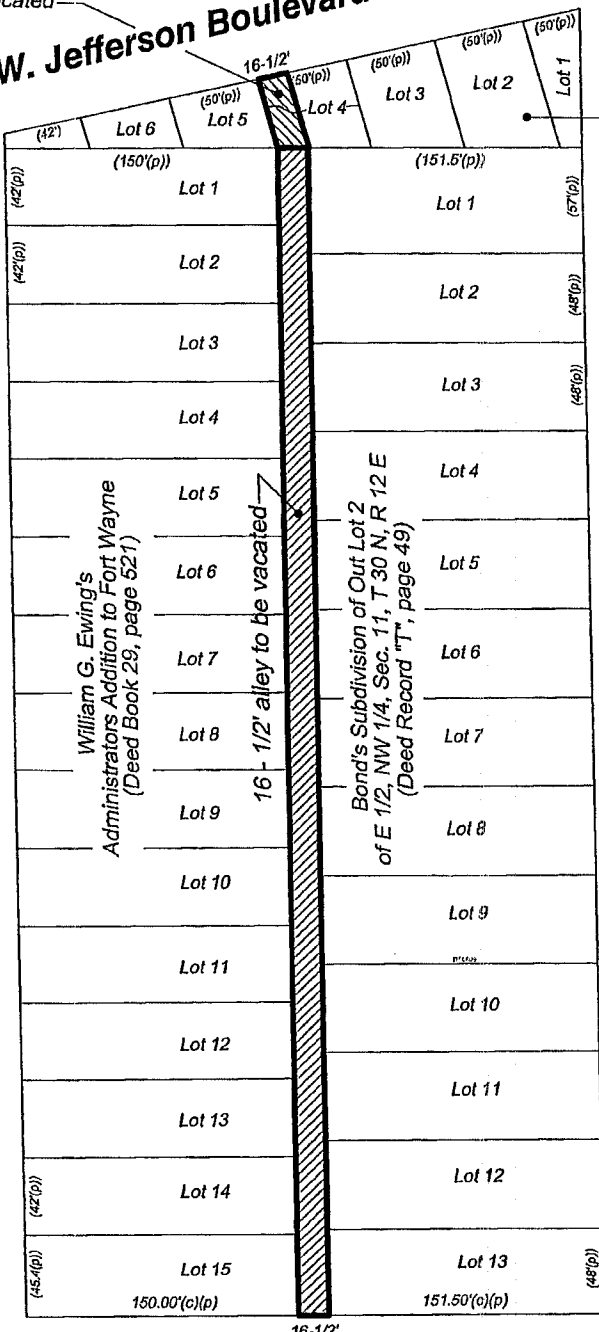 W. Jefferson Boulevard
16-1/2'
(50'(p))
(50'(p))
(50'(p))
(50'(p))
(50'(p))
(42')
Lot 6
Lot 5
Lot 4
Lot 3
Lot 2
Lot 1
(150'(p))
(151.5'(p))
(42'(p))
Lot 1
Lot 1
(57'(p))
(42'(p))
Lot 2
Lot 2
(48'(p))
Lot 3
Lot 3
(48'(p))
Lot 4
Lot 4
Lot 5
Lot 5
Lot 6
Lot 6
Lot 7
Lot 7
Lot 8
Lot 8
Lot 9
Lot 9
Lot 10
Lot 10
Lot 11
Lot 11
Lot 12
Lot 12
Lot 13
Lot 13
(48'(p))
(42'(p))
Lot 14
(45.4(p))
Lot 15
150.00'(c)(p)
151.50'(c)(p)
16-1/2'
William G. Ewing's
Administrators Addition to Fort Wayne
(Deed Book 29, page 521)
16 - 1/2' alley to be vacated
Bond's Subdivision of Out Lot 2
of E 1/2, NW 1/4, Sec. 11, T 30 N, R 12 E
(Deed Record "T", page 49)